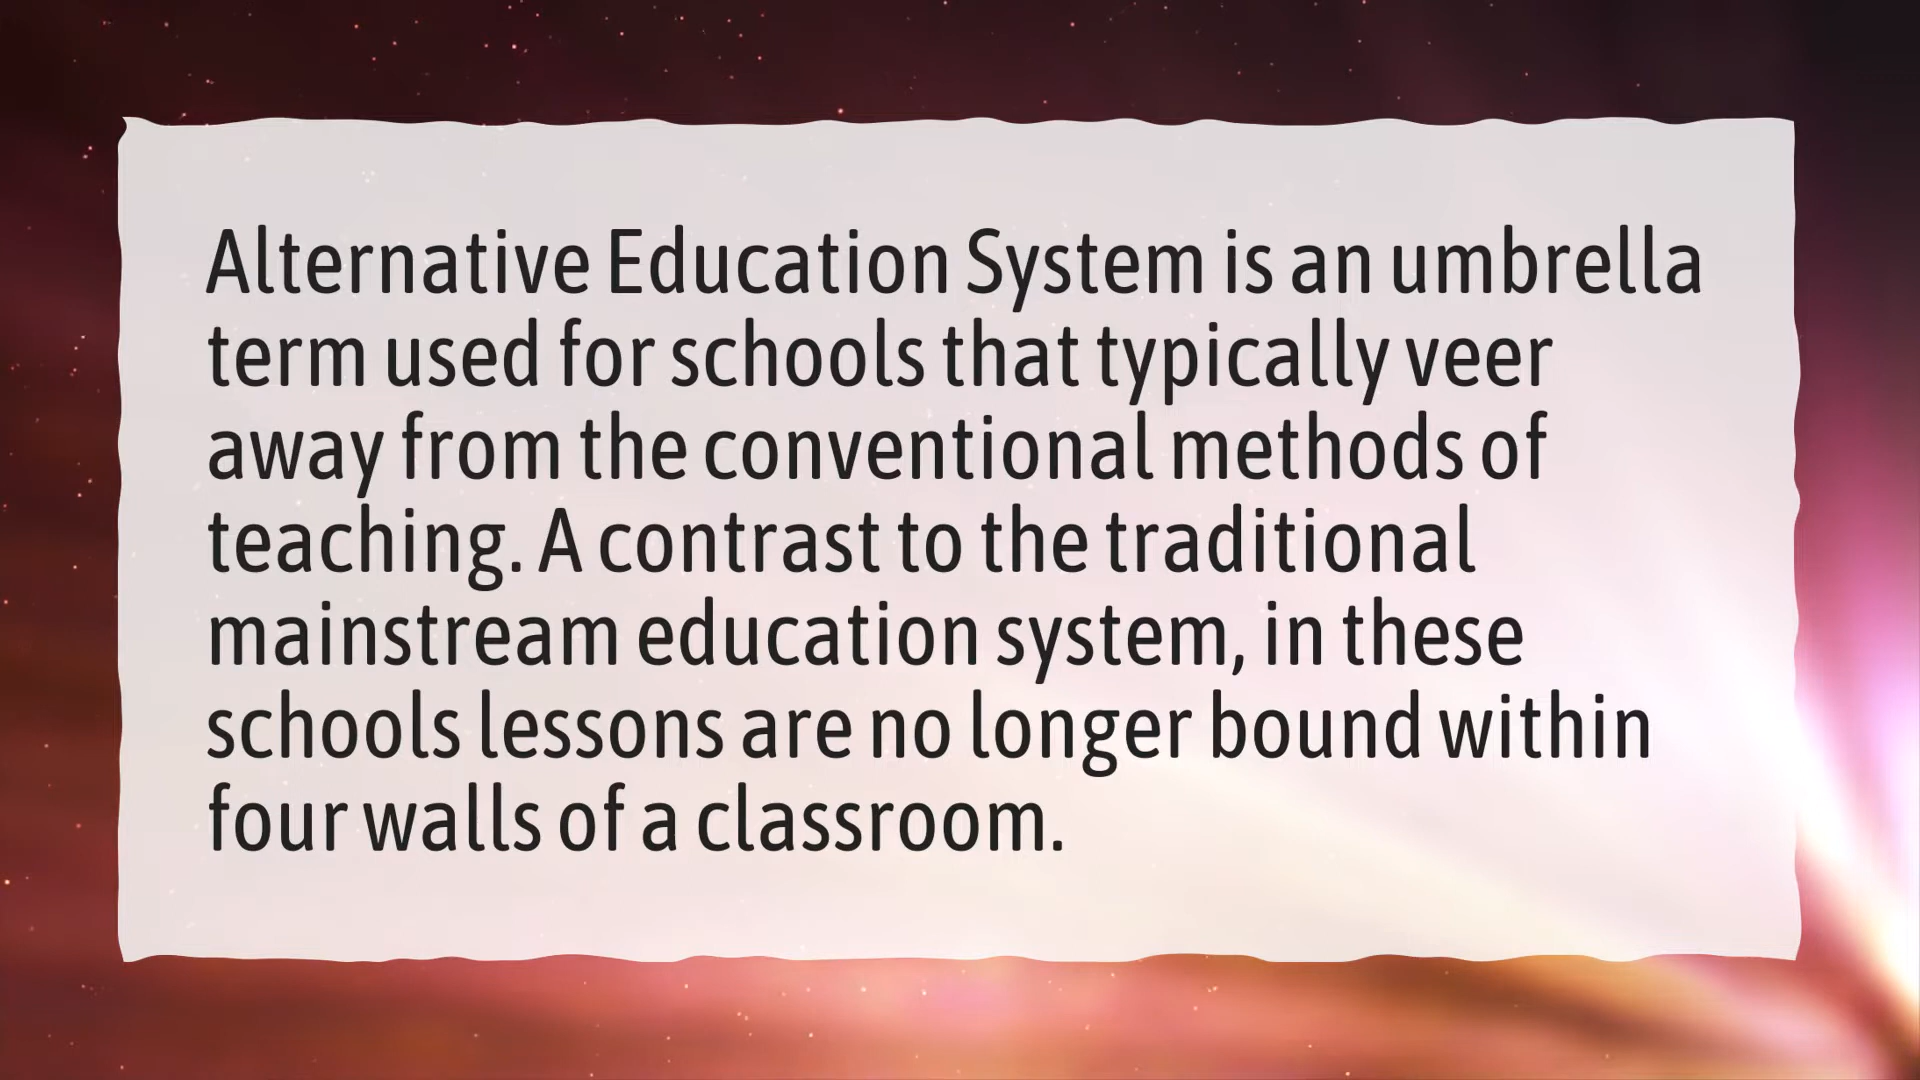 Alternative Education System is an umbrella
term used for schools that typically veer
away from the conventional methods of
teaching. A contrast to the traditional
mainstream education system, in these
schools lessons are no longer bound within
four walls of a classroom.